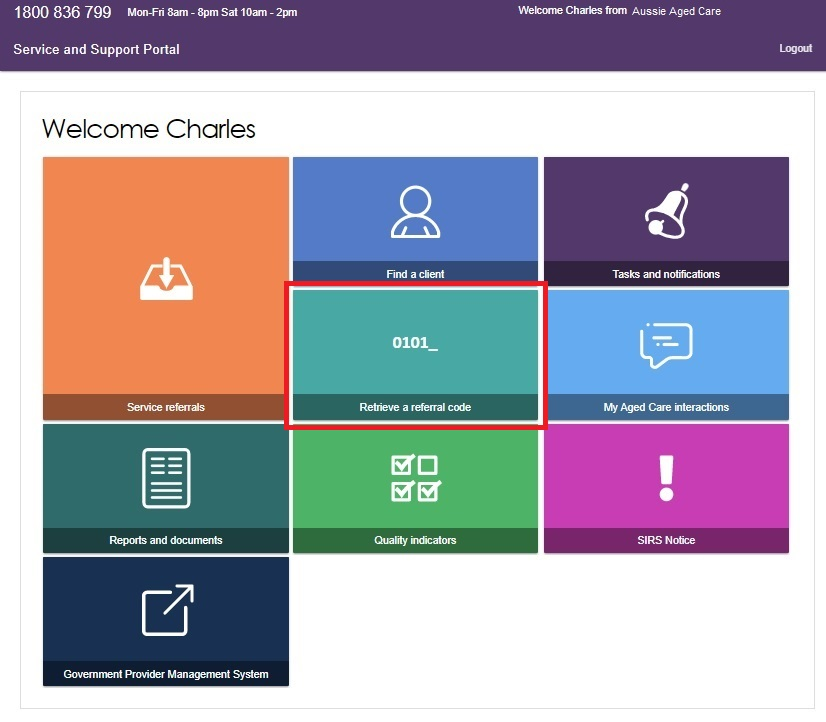 1800 836 799 Mon-Fri 8am - 8pm Sat 10am - 2pm Welcome Charles from Aussie Aged Care
Service and Support Portal Logout
Welcome Charles
Find a client Tasks and notifications
0101_
Service referrals Retrieve a referral code My Aged Care interactions
Reports and documents Quality indicators SIRS Notice
Government Provider Management System